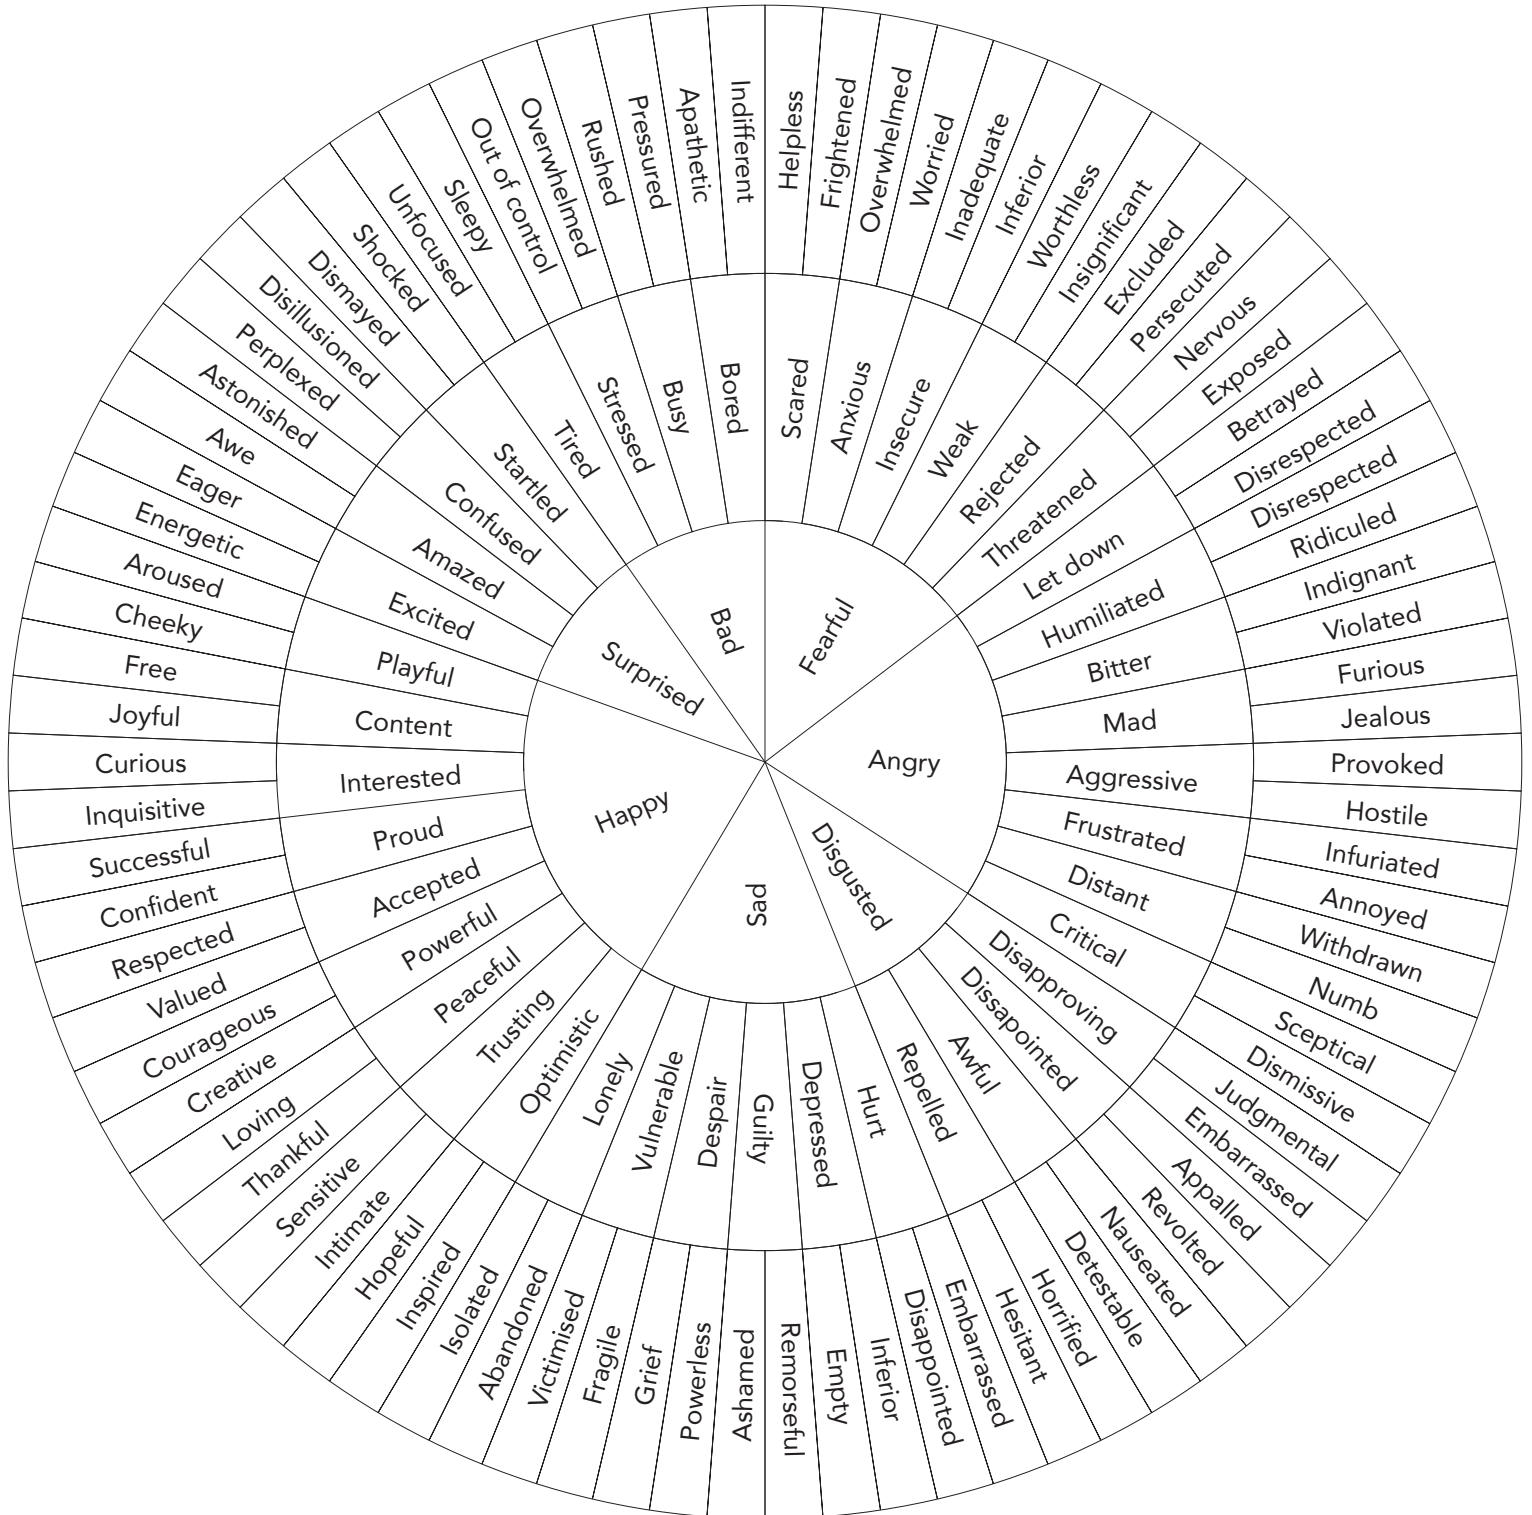 Fearful
Angry
Disgusted
Sad
Happy
Surprised
Bad
Scared
Anxious
Insecure
Weak
Rejected
Threatened
Let down
Humiliated
Bitter
Mad
Aggressive
Frustrated
Distant
Critical
Disapproving
Dissapointed
Awful
Repelled
Hurt
Depressed
Guilty
Despair
Vulnerable
Lonely
Optimistic
Trusting
Peaceful
Powerful
Accepted
Proud
Interested
Content
Playful
Excited
Amazed
Confused
Startled
Tired
Stressed
Busy
Bored
Helpless
Frightened
Overwhelmed
Worried
Inadequate
Inferior
Worthless
Insignificant
Excluded
Persecuted
Nervous
Exposed
Betrayed
Disrespected
Disrespected
Ridiculed
Indignant
Violated
Furious
Jealous
Provoked
Hostile
Infuriated
Annoyed
Withdrawn
Numb
Sceptical
Dismissive
Judgmental
Embarrassed
Appalled
Revolted
Nauseated
Detestable
Horrified
Hesitant
Embarrassed
Disappointed
Inferior
Empty
Remorseful
Ashamed
Powerless
Grief
Fragile
Victimised
Abandoned
Isolated
Inspired
Hopeful
Intimate
Sensitive
Thankful
Loving
Creative
Courageous
Valued
Respected
Confident
Successful
Inquisitive
Curious
Joyful
Free
Cheeky
Aroused
Energetic
Eager
Awe
Astonished
Perplexed
Disillusioned
Dismayed
Shocked
Unfocused
Sleepy
Out of control
Overwhelmed
Rushed
Pressured
Apathetic
Indifferent